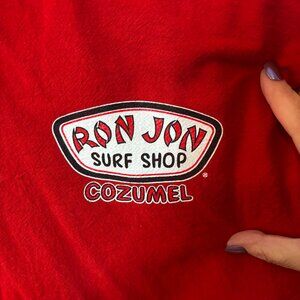 RON JON
SURF SHOP
®
COZUMEL